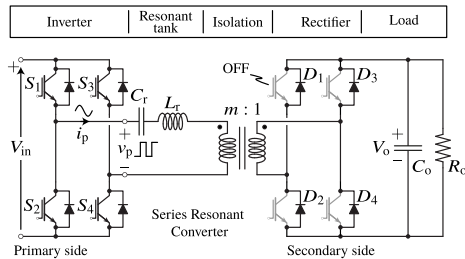 Inverter Resonant tank Isolation Rectifier Load
OFF
S1 S3 Cr Lr m : 1 D1 D3
+
ip
Vin
+
vp
−
+
Vo
−
Co Ro
S2 S4 D2 D4
Series Resonant
Converter
Primary side Secondary side